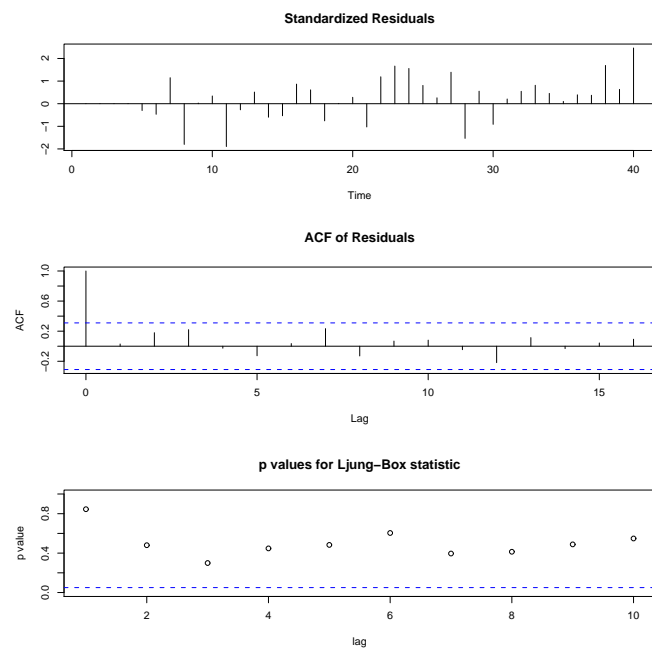 Standardized Residuals
2
1
0
−1
−2
0 10 20 30 40
Time
ACF of Residuals
ACF
1.0
0.6
0.2
−0.2
0 5 10 15
Lag
p values for Ljung−Box statistic
p value
0.8
0.4
0.0
2 4 6 8 10
lag